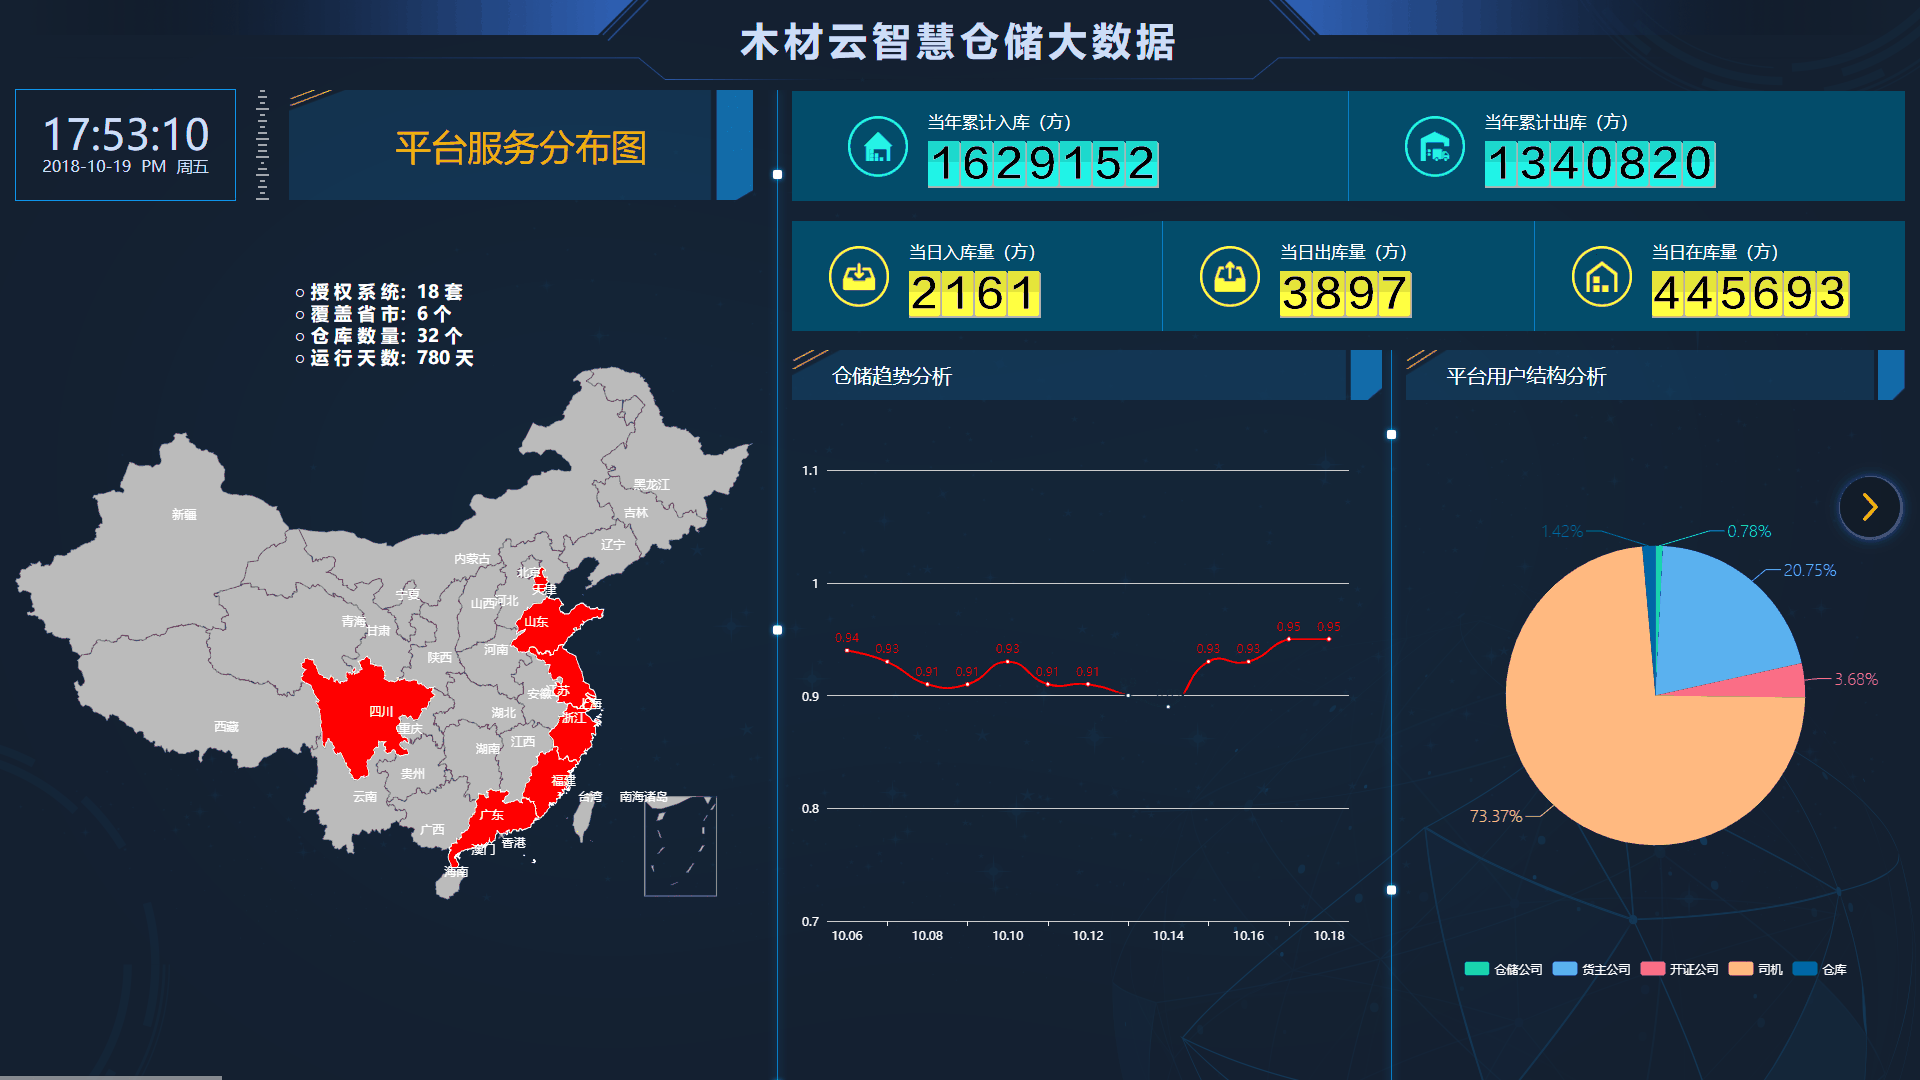 木材云智慧仓储大数据
17:53:10
2018-10-19 PM 周五
平台服务分布图
当年累计入库（方）
1629152
当年累计出库（方）
1340820
当日入库量（方）
2161
当日出库量（方）
3897
当日在库量（方）
445693
授权系统：18 套
覆盖省市：6 个
仓库数量：32 个
运行天数：780 天
黑龙江
新疆
吉林
辽宁
内蒙古
北京
天津
宁夏
山西
河北
青海
甘肃
山东
河南
陕西
安徽
江苏
上海
四川
湖北
浙江
西藏
重庆
江西
湖南
贵州
福建
云南
台湾
南海诸岛
广东
广西
香港
澳门
海南
仓储趋势分析
1.1
1
0.9
0.8
0.7
0.94
0.93
0.91
0.91
0.93
0.91
0.91
0.93
0.93
0.95
0.95
10.06
10.08
10.10
10.12
10.14
10.16
10.18
平台用户结构分析
1.42%
0.78%
20.75%
3.68%
73.37%
仓储公司
货主公司
开证公司
司机
仓库